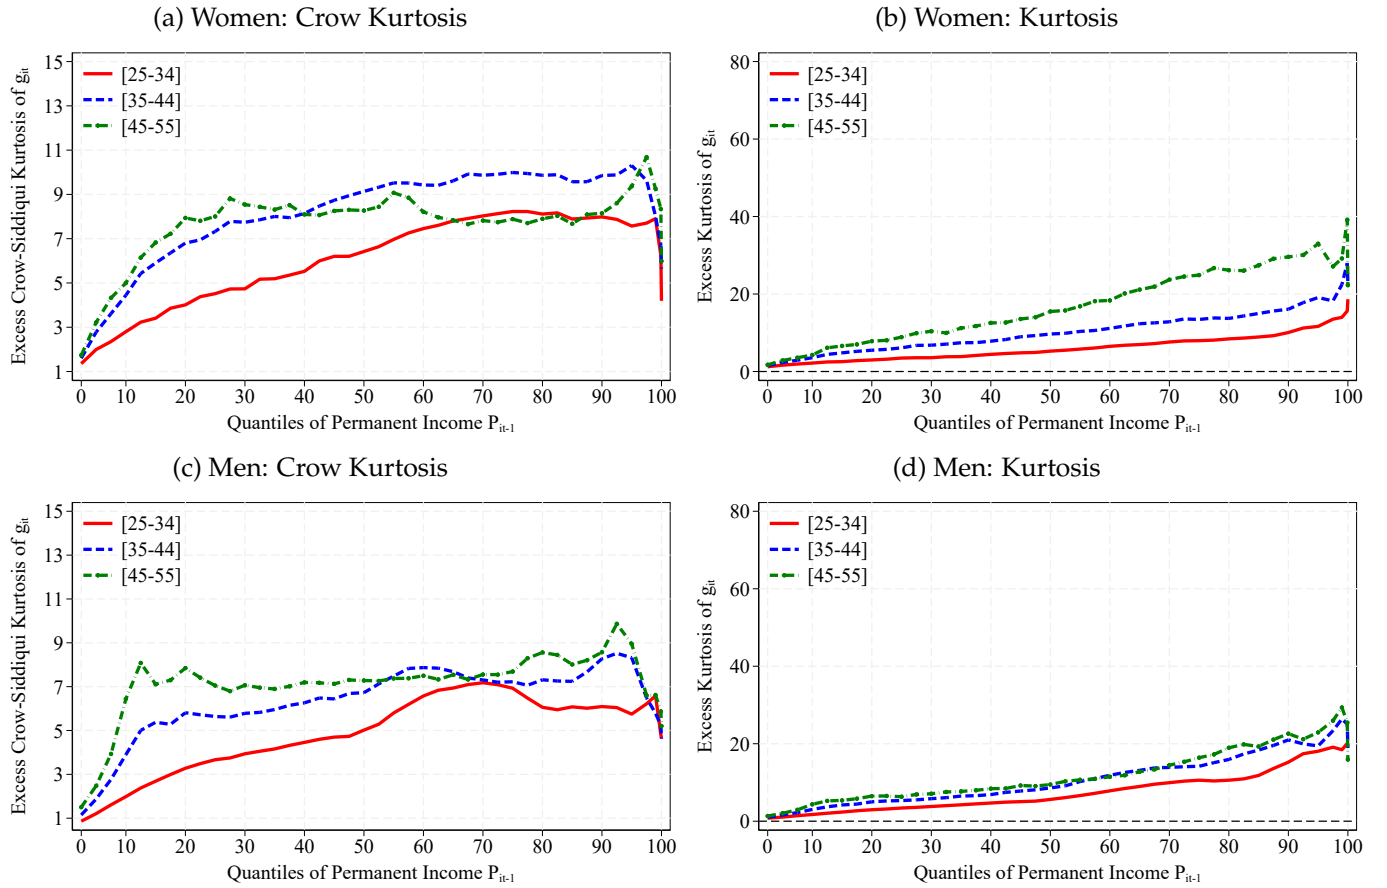 (a) Women: Crow Kurtosis
Excess Crow-Siddiqui Kurtosis of git
15
13
11
9
7
5
3
1
[25-34]
[35-44]
[45-55]
0 10 20 30 40 50 60 70 80 90 100
Quantiles of Permanent Income Pit-1
(b) Women: Kurtosis
Excess Kurtosis of git
80
60
40
20
0
[25-34]
[35-44]
[45-55]
0 10 20 30 40 50 60 70 80 90 100
Quantiles of Permanent Income Pit-1
(c) Men: Crow Kurtosis
Excess Crow-Siddiqui Kurtosis of git
15
13
11
9
7
5
3
1
[25-34]
[35-44]
[45-55]
0 10 20 30 40 50 60 70 80 90 100
Quantiles of Permanent Income Pit-1
(d) Men: Kurtosis
Excess Kurtosis of git
80
60
40
20
0
[25-34]
[35-44]
[45-55]
0 10 20 30 40 50 60 70 80 90 100
Quantiles of Permanent Income Pit-1